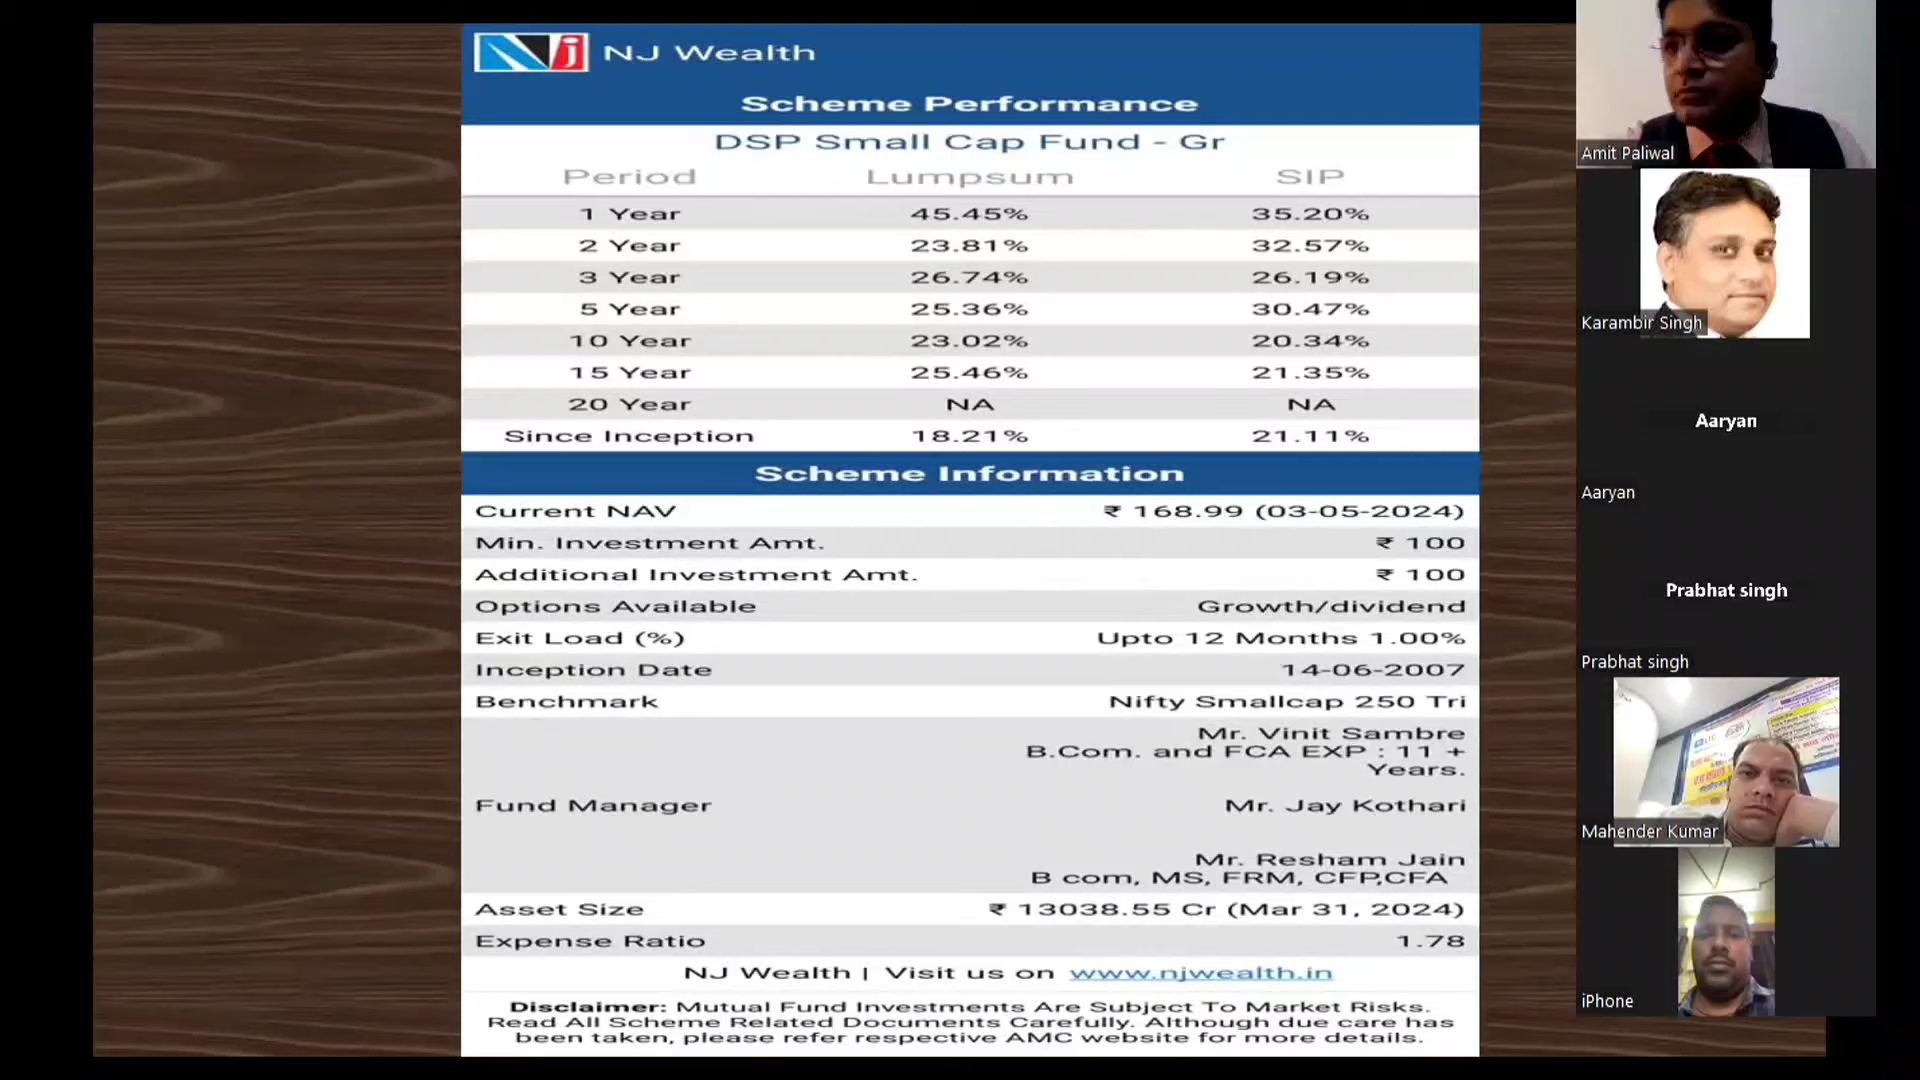 NJ Wealth
Scheme Performance
DSP Small Cap Fund - Gr
Period Lumpsum SIP
1 Year 45.45% 35.20%
2 Year 23.81% 32.57%
3 Year 26.74% 26.19%
5 Year 25.36% 30.47%
10 Year 23.02% 20.34%
15 Year 25.46% 21.35%
20 Year NA NA
Since Inception 18.21% 21.11%
Scheme Information
Current NAV ₹ 168.99 (03-05-2024)
Min. Investment Amt. ₹ 100
Additional Investment Amt. ₹ 100
Options Available Growth/dividend
Exit Load (%) Upto 12 Months 1.00%
Inception Date 14-06-2007
Benchmark Nifty Smallcap 250 Tri
Mr. Vinit Sambre
B.Com. and FCA EXP : 11 +
Years.
Fund Manager Mr. Jay Kothari
Mr. Resham Jain
B com, MS, FRM, CFP,CFA
Asset Size ₹ 13038.55 Cr (Mar 31, 2024)
Expense Ratio 1.78
NJ Wealth | Visit us on www.njwealth.in
Disclaimer: Mutual Fund Investments Are Subject To Market Risks.
Read All Scheme Related Documents Carefully. Although due care has
been taken, please refer respective AMC website for more details.
Amit Paliwal
Karambir Singh
Aaryan
Aaryan
Prabhat singh
Prabhat singh
LIC
Mahender Kumar
iPhone